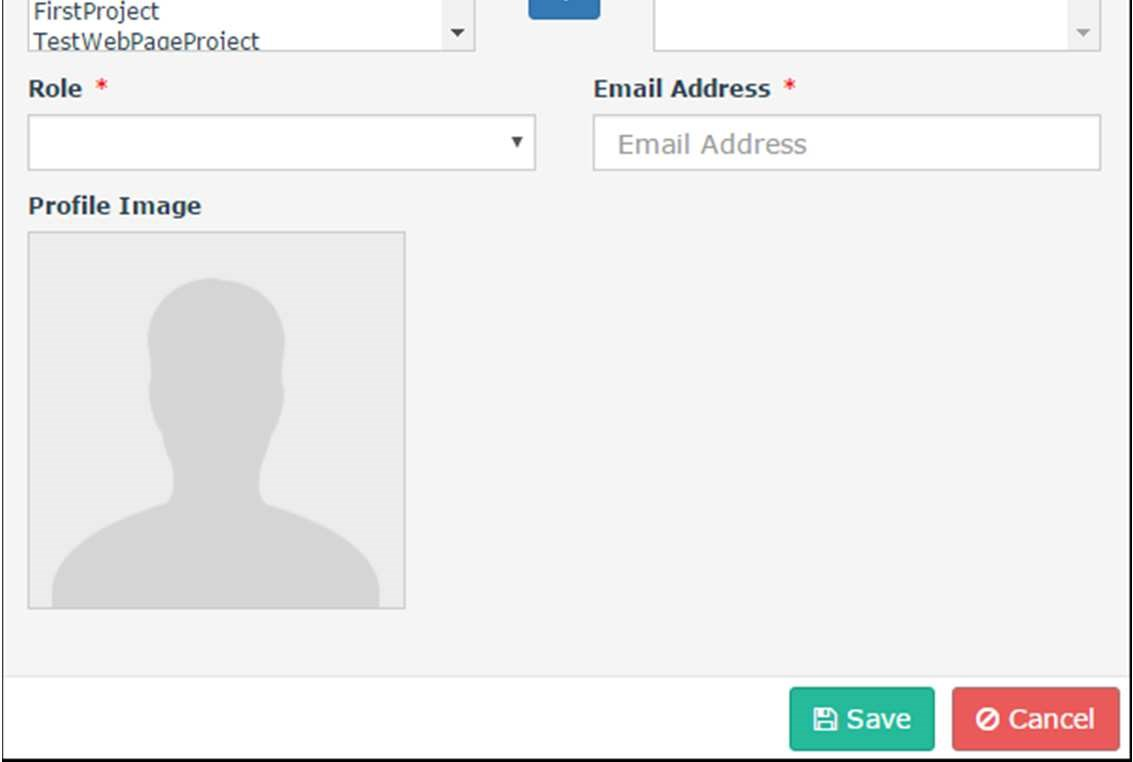 FirstProject
TestWebPageProject
Role *
Email Address *
Email Address
Profile Image
Save
Cancel